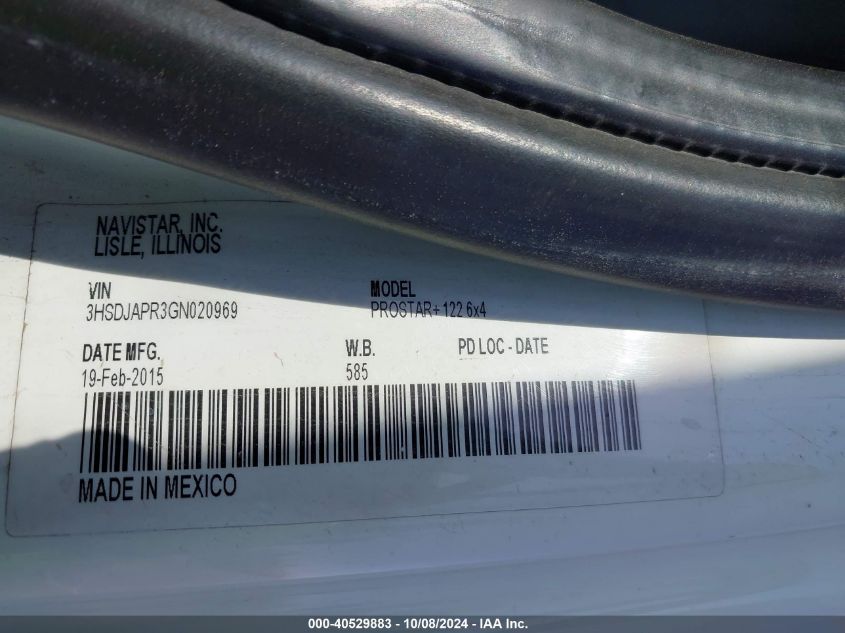 NAVISTAR, INC.
LISLE, ILLINOIS
VIN MODEL
3HSDJAPR3GN020969 PROSTAR+ 122 6x4
DATE MFG. W.B. PD LOC - DATE
19-Feb-2015 585
MADE IN MEXICO
000-40529883 - 10/08/2024 - IAA Inc.